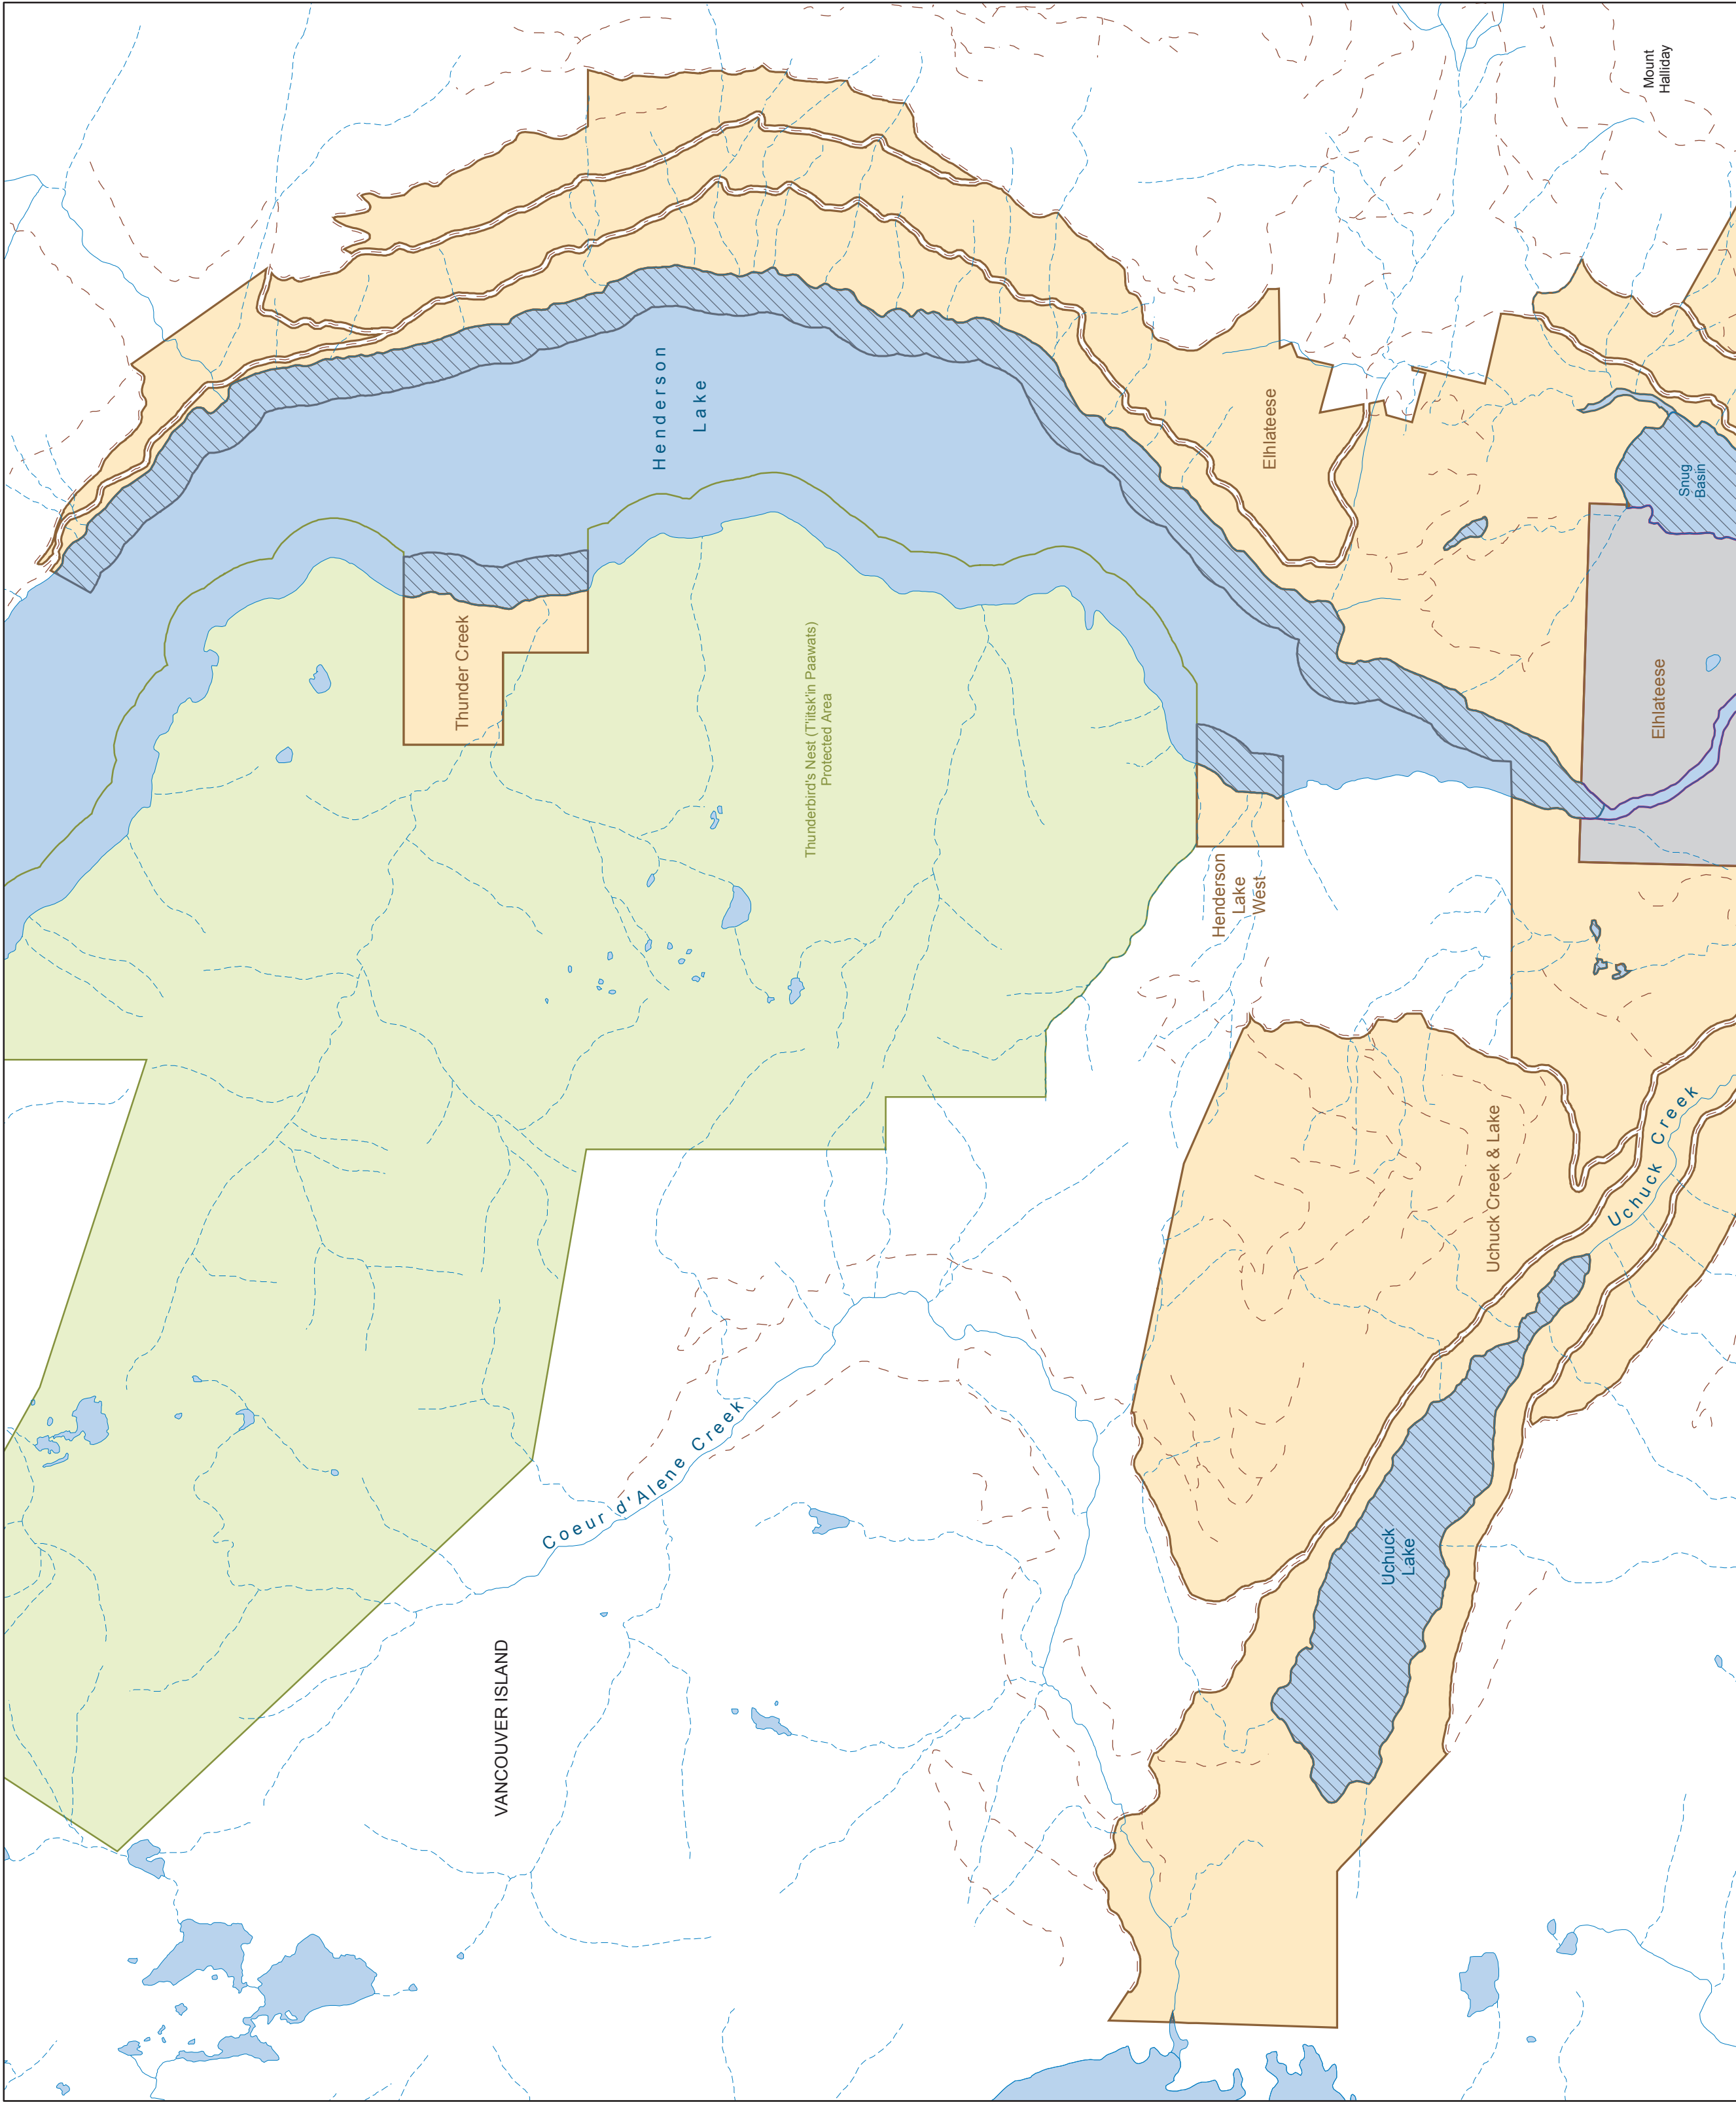 Mount
Halliday
Henderson
Lake
Elhlateese
Snug
Basin
Thunder Creek
Thunderbird's Nest (T'iitsk'in Paawats)
Protected Area
Elhlateese
Henderson
Lake
West
Uchuck Creek & Lake
Uchuck Creek
Coeur d'Alene Creek
Uchuck
Lake
VANCOUVER ISLAND